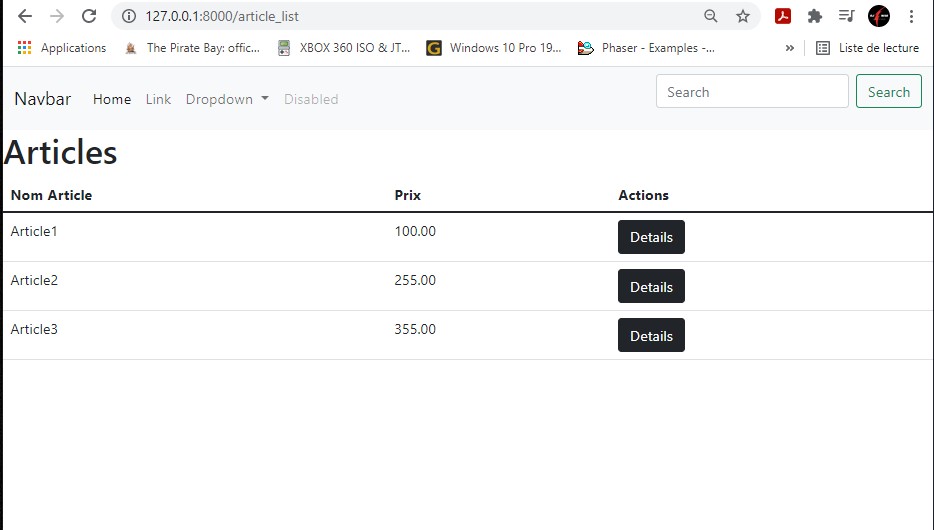 127.0.0.1:8000/article_list
Applications The Pirate Bay: offic... XBOX 360 ISO & JT... Windows 10 Pro 19... Phaser - Examples -... » Liste de lecture
Navbar Home Link Dropdown Disabled Search Search
Articles
Nom Article Prix Actions
Article1 100.00 Details
Article2 255.00 Details
Article3 355.00 Details